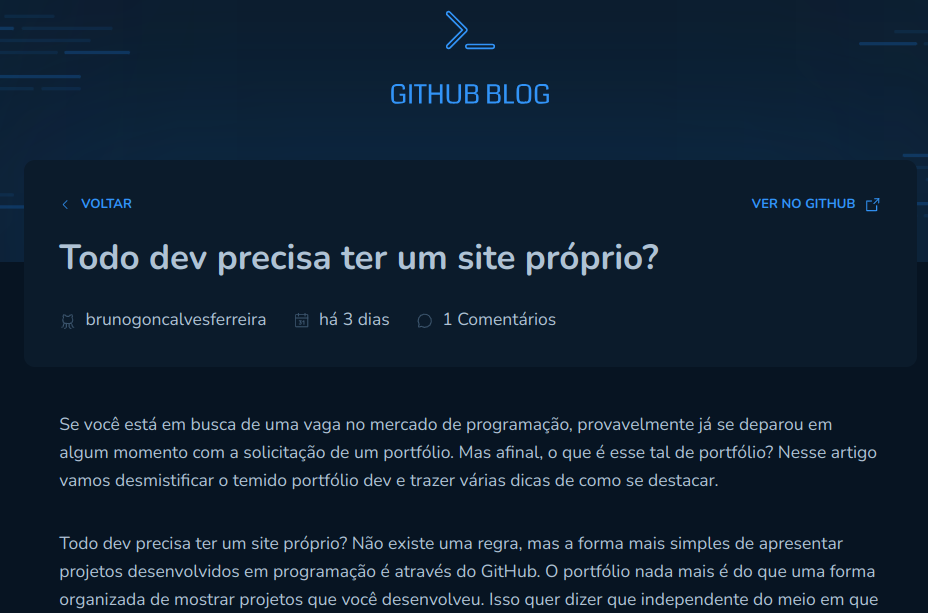 GITHUB BLOG
VOLTAR
VER NO GITHUB
Todo dev precisa ter um site próprio?
brunogoncalvesferreira
há 3 dias
1 Comentários
Se você está em busca de uma vaga no mercado de programação, provavelmente já se deparou em
algum momento com a solicitação de um portfólio. Mas afinal, o que é esse tal de portfólio? Nesse artigo
vamos desmistificar o temido portfólio dev e trazer várias dicas de como se destacar.
Todo dev precisa ter um site próprio? Não existe uma regra, mas a forma mais simples de apresentar
projetos desenvolvidos em programação é através do GitHub. O portfólio nada mais é do que uma forma
organizada de mostrar projetos que você desenvolveu. Isso quer dizer que independente do meio em que